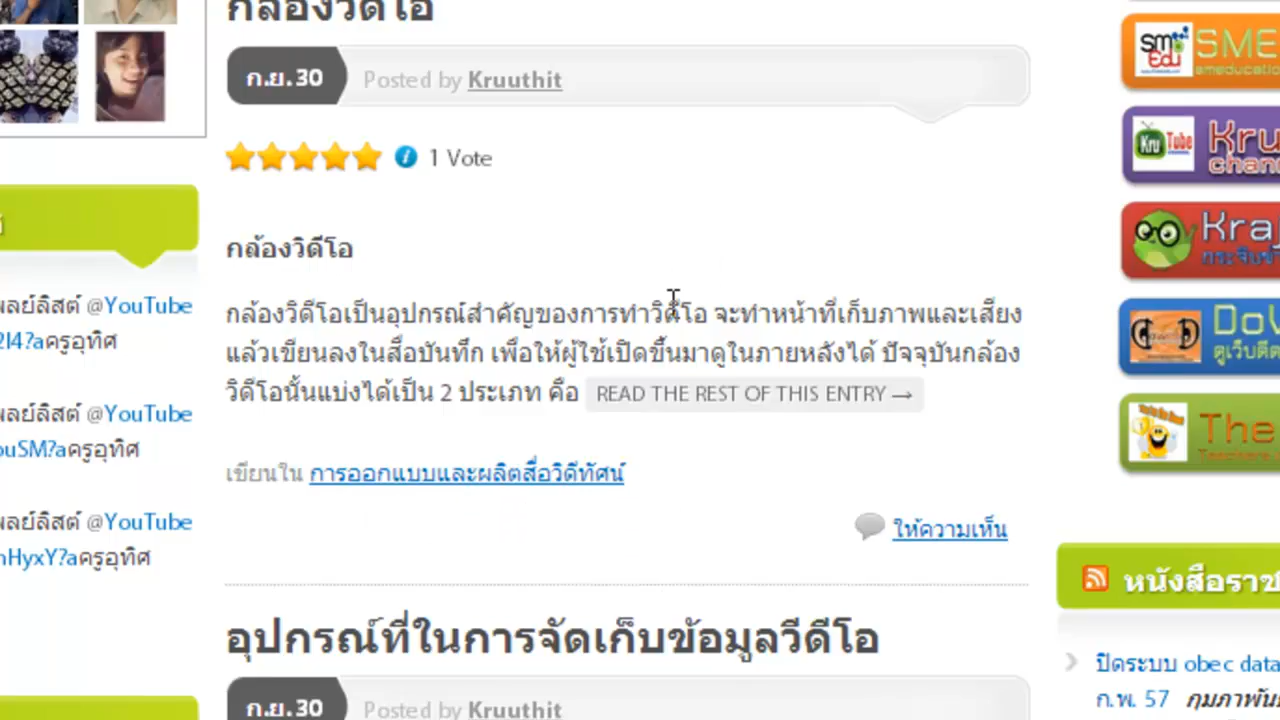 กล้องวิดีโอ
ก.ย. 30
Posted by Kruuthit
1 Vote
กล้องวิดีโอ
กล้องวิดีโอเป็นอุปกรณ์สำคัญของการทำวิดีโอ จะทำหน้าที่เก็บภาพและเสียง
แล้วเขียนลงในสื่อบันทึก เพื่อให้ผู้ใช้เปิดขึ้นมาดูในภายหลังได้ ปัจจุบันกล้อง
วิดีโอนั้นแบ่งได้เป็น 2 ประเภท คือ READ THE REST OF THIS ENTRY →
เขียนใน การออกแบบและผลิตสื่อวิดีทัศน์
ให้ความเห็น
อุปกรณ์ที่ในการจัดเก็บข้อมูลวีดีโอ
ก.ย. 30
Posted by Kruuthit
@YouTube
2I4?aครูอุทิศ
@YouTube
ouSM?aครูอุทิศ
@YouTube
nHyxY?aครูอุทิศ
SME
Kru Tube
The
ปิดระบบ obec data
ก.พ. 57